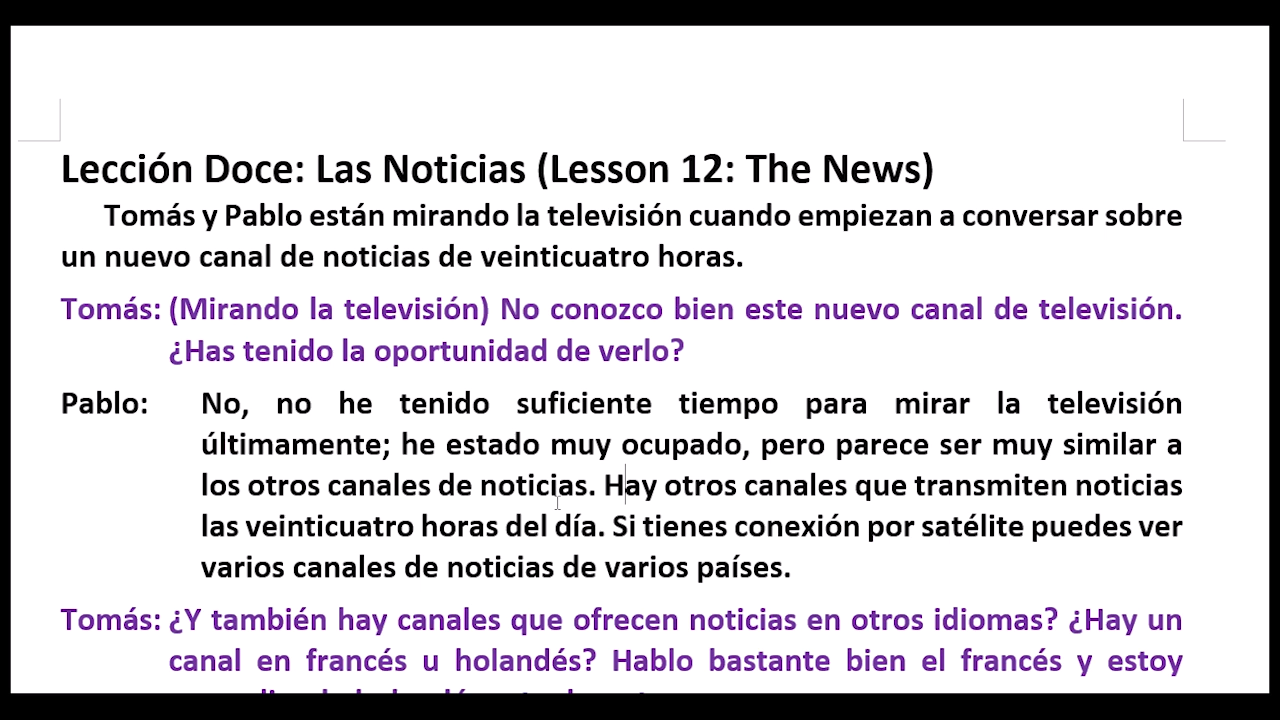 Lección Doce: Las Noticias (Lesson 12: The News)
Tomás y Pablo están mirando la televisión cuando empiezan a conversar sobre
un nuevo canal de noticias de veinticuatro horas.
Tomás: (Mirando la televisión) No conozco bien este nuevo canal de televisión.
¿Has tenido la oportunidad de verlo?
Pablo: No, no he tenido suficiente tiempo para mirar la televisión
últimamente; he estado muy ocupado, pero parece ser muy similar a
los otros canales de noticias. Hay otros canales que transmiten noticias
las veinticuatro horas del día. Si tienes conexión por satélite puedes ver
varios canales de noticias de varios países.
Tomás: ¿Y también hay canales que ofrecen noticias en otros idiomas? ¿Hay un
canal en francés u holandés? Hablo bastante bien el francés y estoy